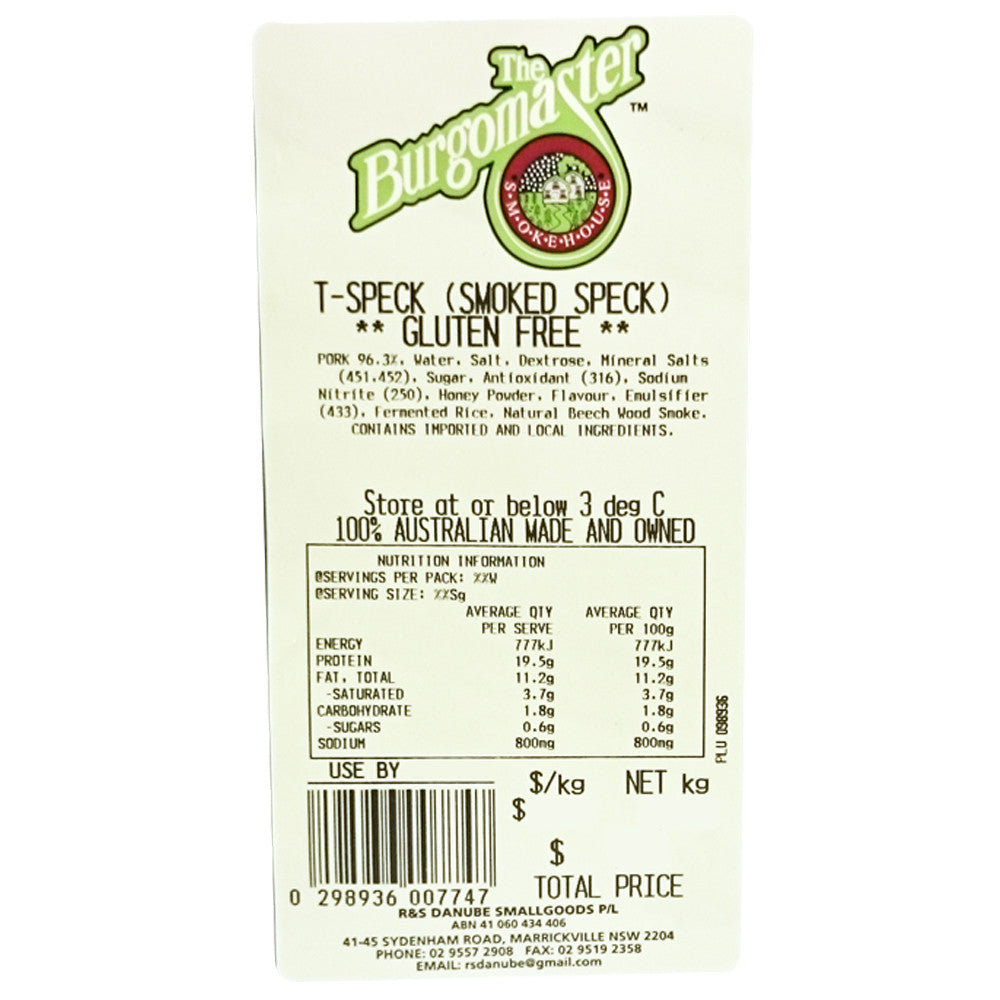 The
Burgomaster
TM
S·M·O·K·E·H·O·U·S·E
T-SPECK (SMOKED SPECK)
** GLUTEN FREE **
PORK 96.3%, Water, Salt, Dextrose, Mineral Salts
(451,452), Sugar, Antioxidant (316), Sodium
Nitrite (250), Honey Powder, Flavour, Emulsifier
(433), Fermented Rice, Natural Beech Wood Smoke.
CONTAINS IMPORTED AND LOCAL INGREDIENTS.
Store at or below 3 deg C
100% AUSTRALIAN MADE AND OWNED
NUTRITION INFORMATION
@SERVINGS PER PACK: %%W
@SERVING SIZE: %%Sg
AVERAGE QTY AVERAGE QTY
PER SERVE PER 100g
ENERGY 777kJ 777kJ
PROTEIN 19.5g 19.5g
FAT, TOTAL 11.2g 11.2g
-SATURATED 3.7g 3.7g
CARBOHYDRATE 1.8g 1.8g
-SUGARS 0.6g 0.6g
SODIUM 800mg 800mg
PLU 098936
USE BY
$/kg NET kg
$
$
TOTAL PRICE
0 298936 007747
R&S DANUBE SMALLGOODS P/L
ABN 41 060 434 406
41-45 SYDENHAM ROAD, MARRICKVILLE NSW 2204
PHONE: 02 9557 2908 FAX: 02 9519 2358
EMAIL: rsdanube@gmail.com